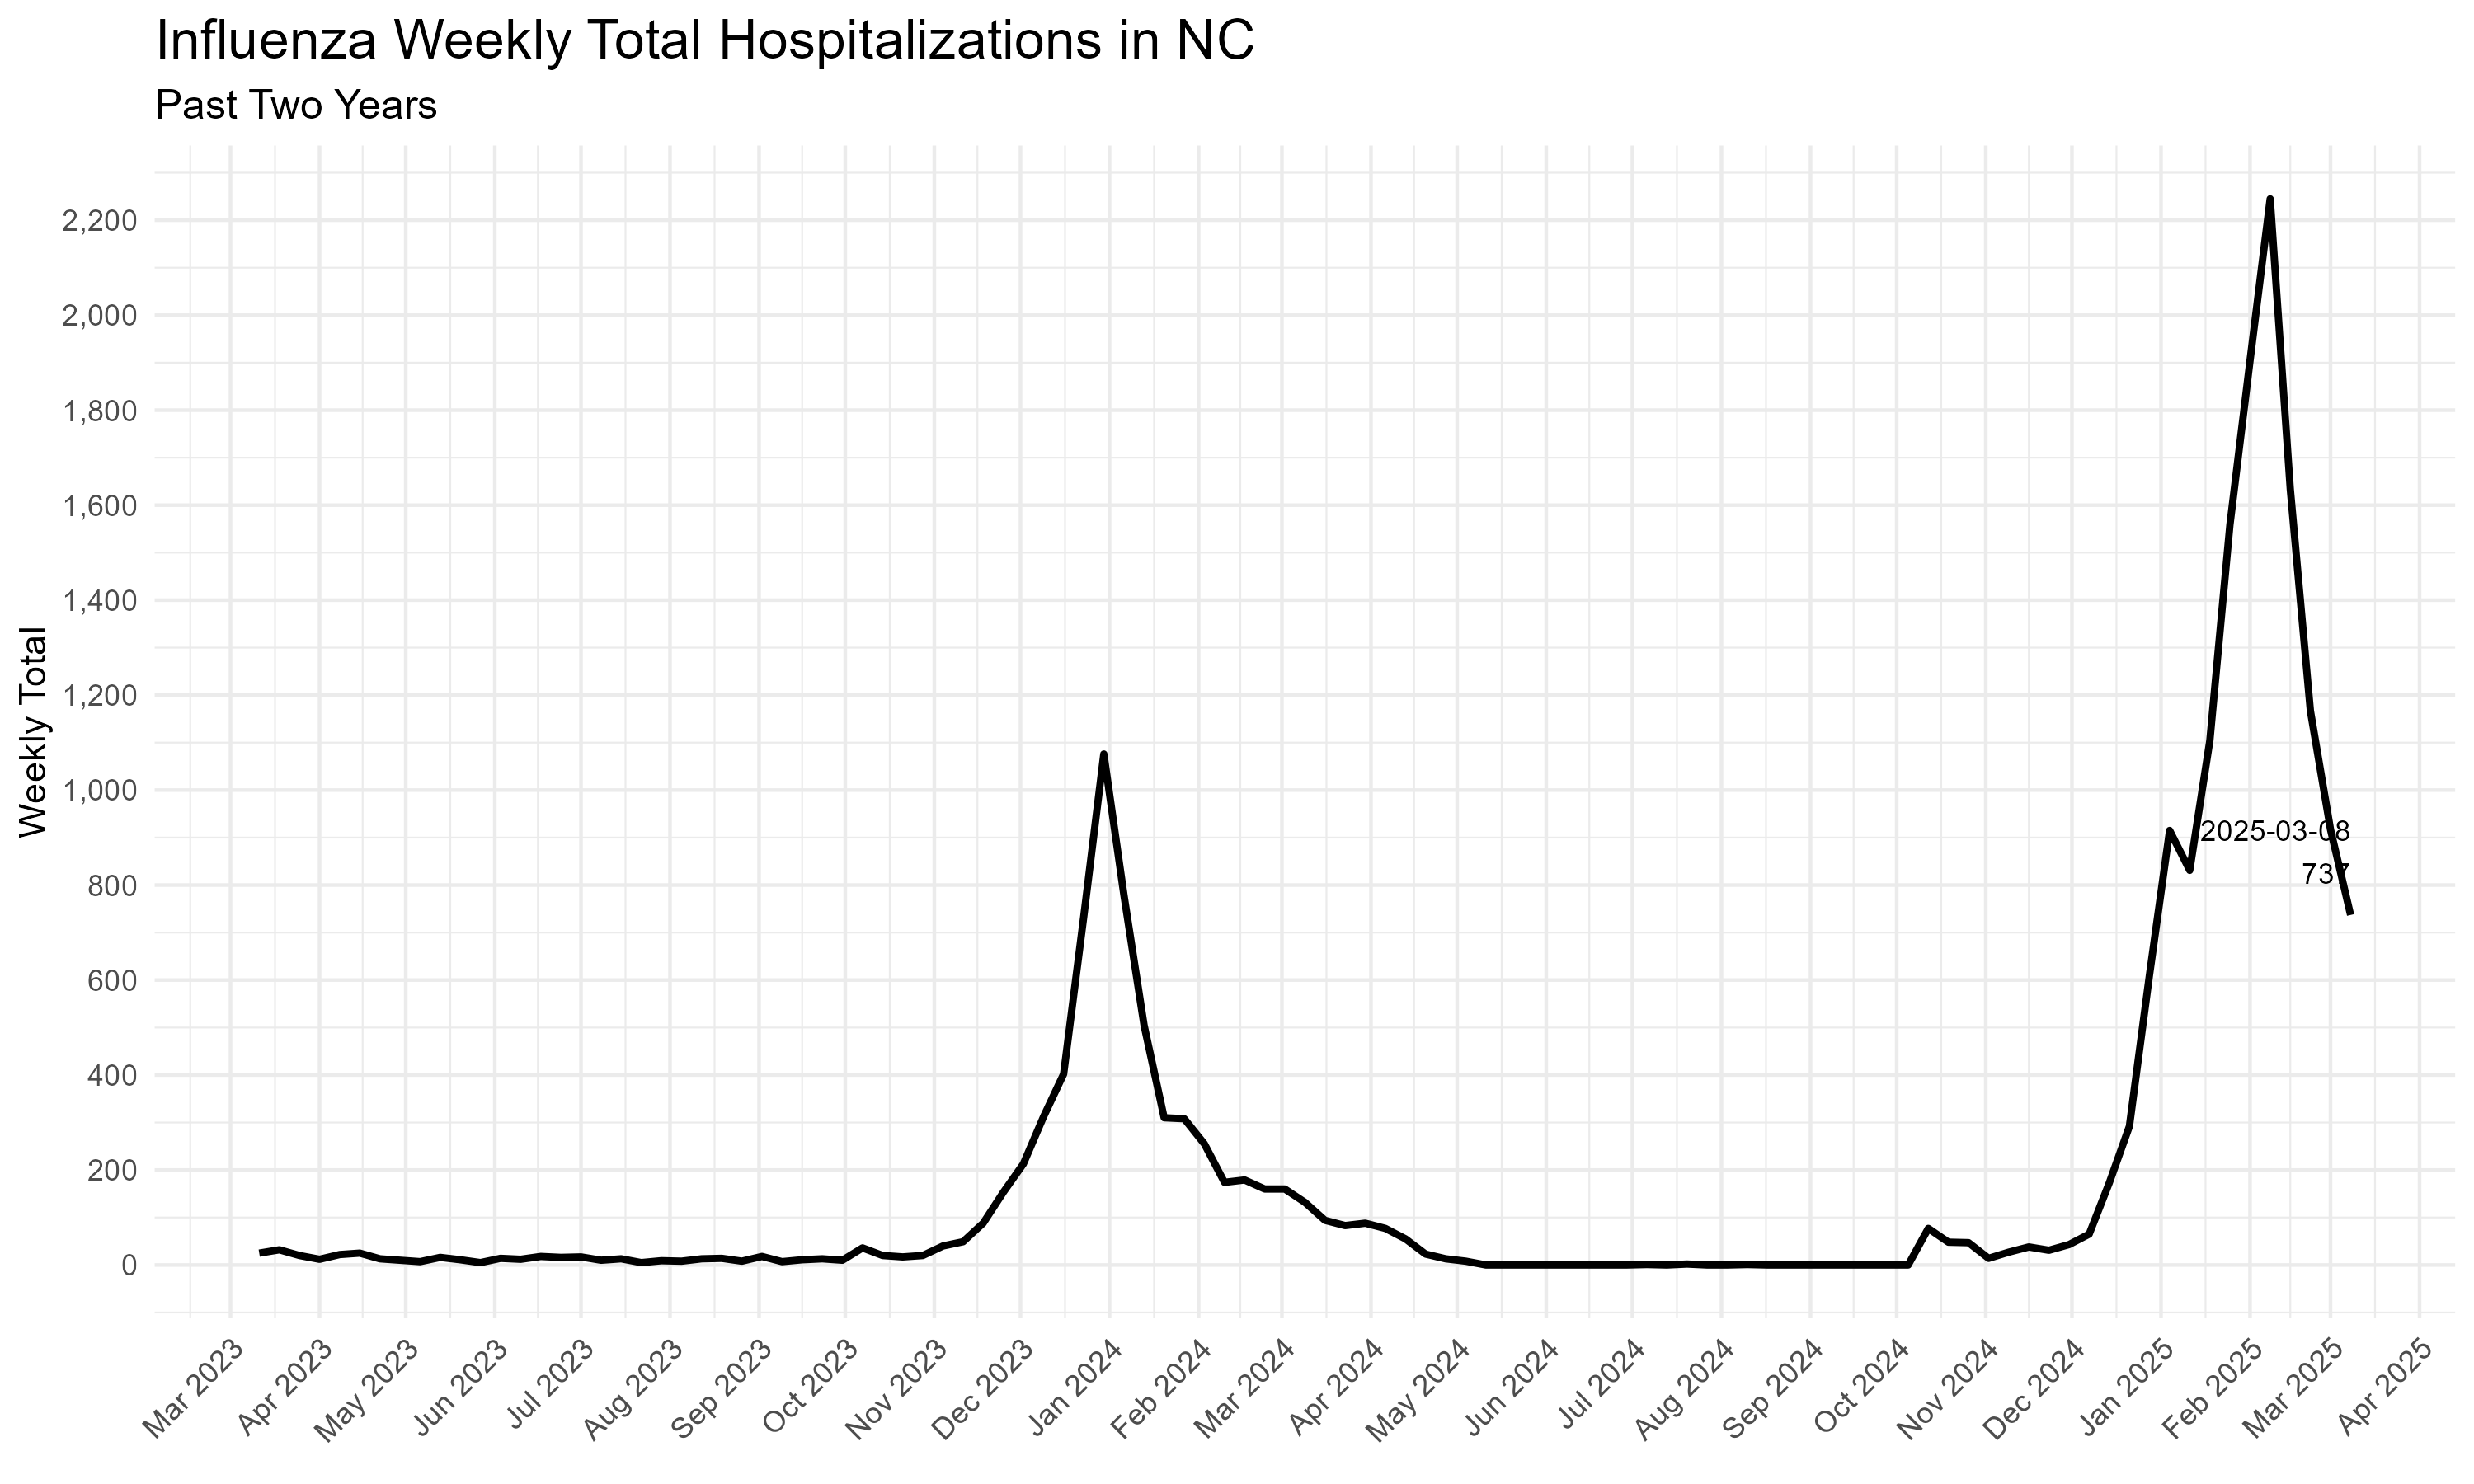 Influenza Weekly Total Hospitalizations in NC
Past Two Years
Weekly Total
2,200
2,000
1,800
1,600
1,400
1,200
1,000
800
600
400
200
0
2025-03-08
737
Mar 2023
Apr 2023
May 2023
Jun 2023
Jul 2023
Aug 2023
Sep 2023
Oct 2023
Nov 2023
Dec 2023
Jan 2024
Feb 2024
Mar 2024
Apr 2024
May 2024
Jun 2024
Jul 2024
Aug 2024
Sep 2024
Oct 2024
Nov 2024
Dec 2024
Jan 2025
Feb 2025
Mar 2025
Apr 2025